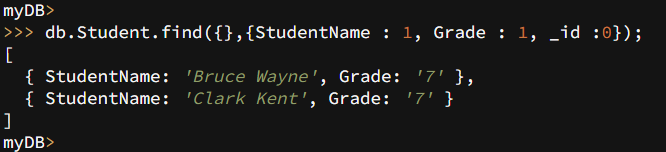 myDB>
>>> db.Student.find({},{StudentName : 1, Grade : 1, _id :0});
[
  { StudentName: 'Bruce Wayne', Grade: '7' },
  { StudentName: 'Clark Kent', Grade: '7' }
]
myDB>